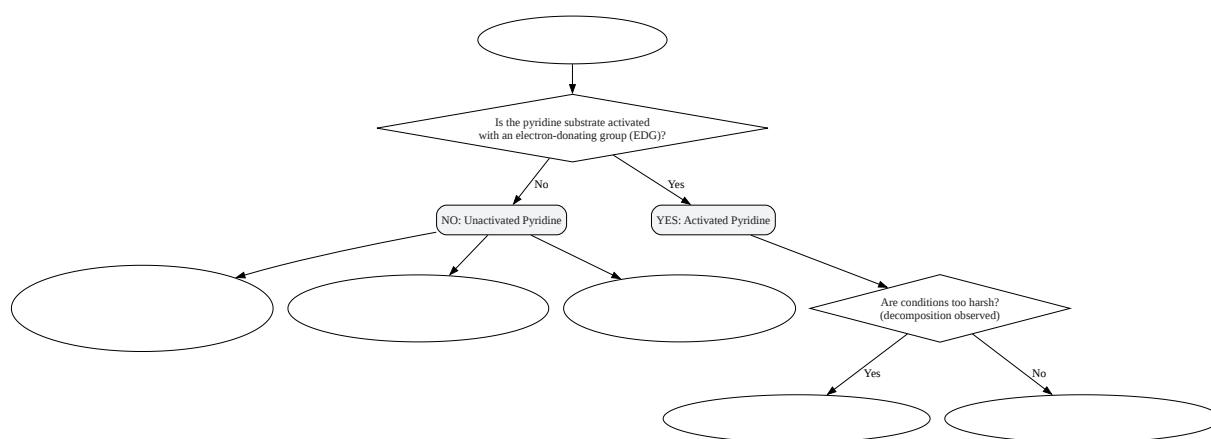 Is the pyridine substrate activated
with an electron-donating group (EDG)?
No
Yes
NO: Unactivated Pyridine
YES: Activated Pyridine
Are conditions too harsh?
(decomposition observed)
Yes
No